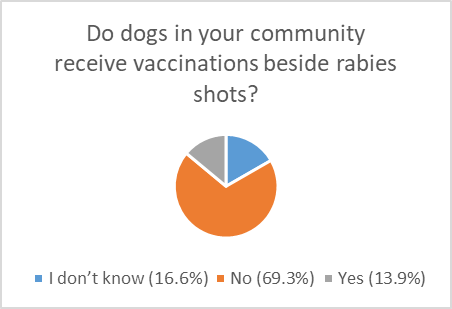 Do dogs in your community
receive vaccinations beside rabies
shots?
I don’t know (16.6%) No (69.3%) Yes (13.9%)